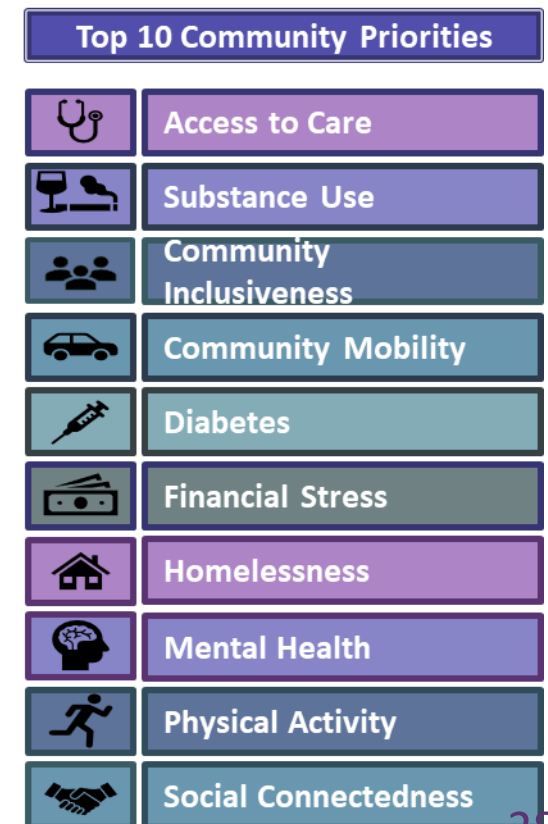 Top 10 Community Priorities
Access to Care
Substance Use
Community
Inclusiveness
Community Mobility
Diabetes
Financial Stress
Homelessness
Mental Health
Physical Activity
Social Connectedness